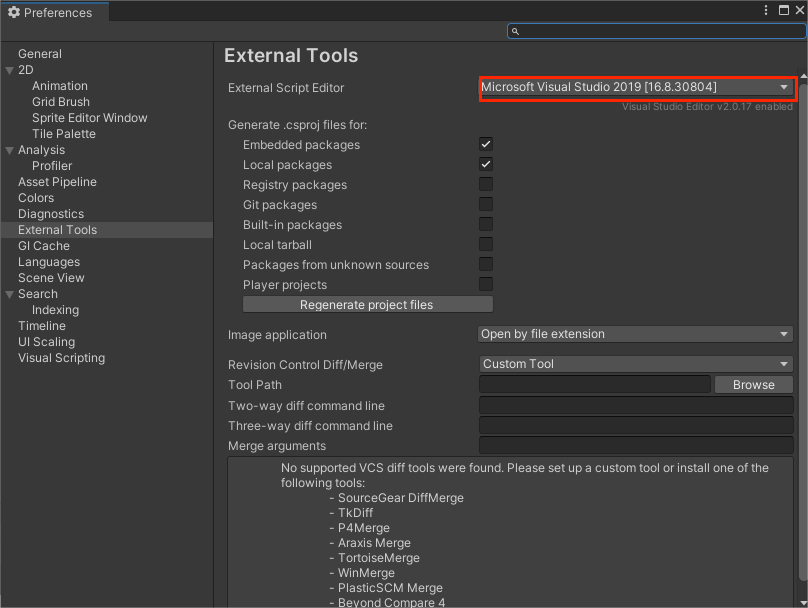 Preferences
General
2D
Animation
Grid Brush
Sprite Editor Window
Tile Palette
Analysis
Profiler
Asset Pipeline
Colors
Diagnostics
External Tools
GI Cache
Languages
Scene View
Search
Indexing
Timeline
UI Scaling
Visual Scripting
External Tools
External Script Editor Microsoft Visual Studio 2019 [16.8.30804]
Visual Studio Editor v2.0.17 enabled
Generate .csproj files for:
Embedded packages
Local packages
Registry packages
Git packages
Built-in packages
Local tarball
Packages from unknown sources
Player projects
Regenerate project files
Image application Open by file extension
Revision Control Diff/Merge Custom Tool
Tool Path Browse
Two-way diff command line
Three-way diff command line
Merge arguments
No supported VCS diff tools were found. Please set up a custom tool or install one of the
following tools:
- SourceGear DiffMerge
- TkDiff
- P4Merge
- Araxis Merge
- TortoiseMerge
- WinMerge
- PlasticSCM Merge
- Beyond Compare 4